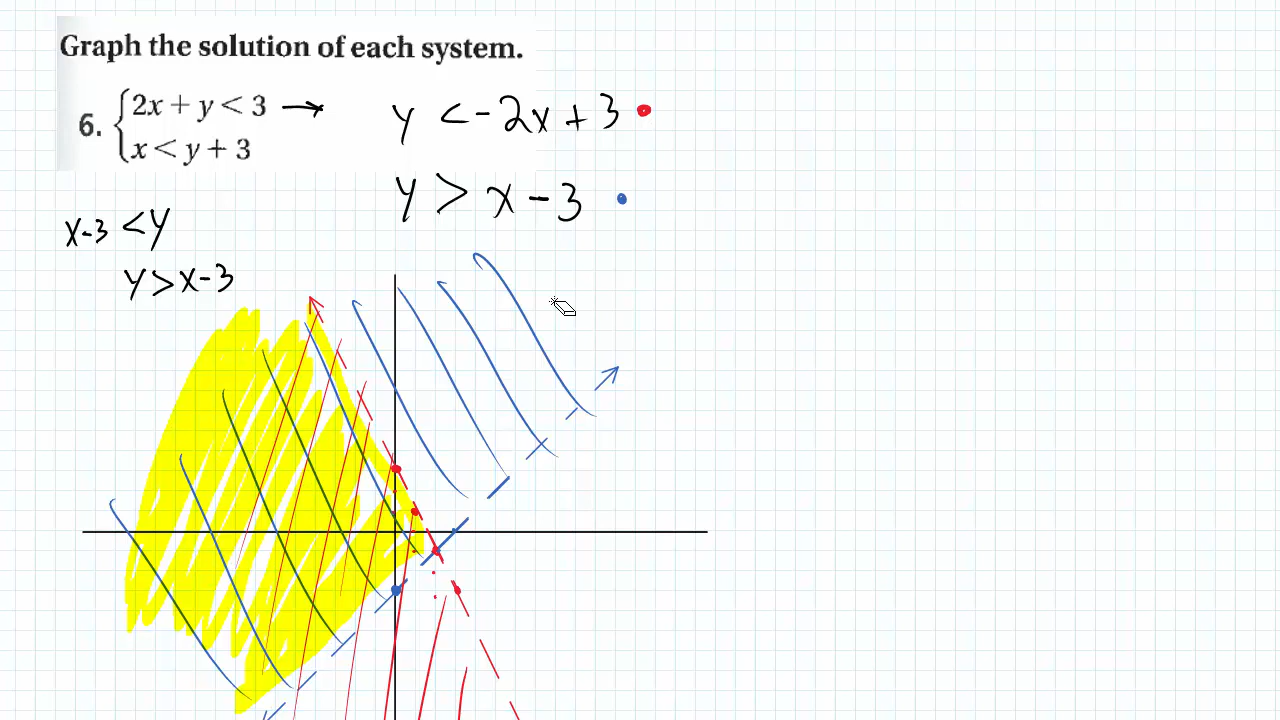 Graph the solution of each system.
6. {2x + y < 3 → y < -2x + 3
x < y + 3
y > x - 3
x-3 < y
y > x-3